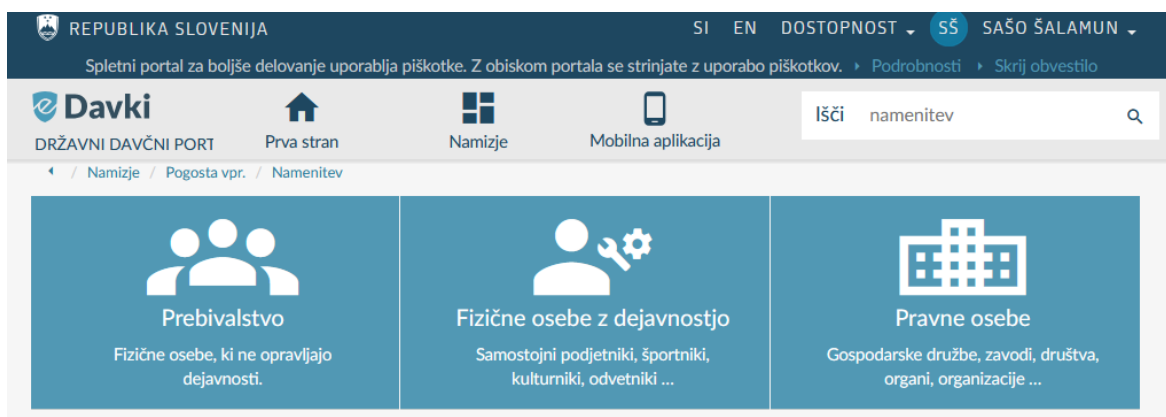 REPUBLIKA SLOVENIJA
SI EN DOSTOPNOST SŠ SAŠO ŠALAMUN
Spletni portal za boljše delovanje uporablja piškotke. Z obiskom portala se strinjate z uporabo piškotkov. Podrobnosti Skrij obvestilo
eDavki
DRŽAVNI DAVČNI PORT
Prva stran
Namizje
Mobilna aplikacija
Išči namenitev
/ Namizje / Pogosta vpr. / Namenitev
Prebivalstvo
Fizične osebe, ki ne opravljajo
dejavnosti.
Fizične osebe z dejavnostjo
Samostojni podjetniki, športniki,
kulturniki, odvetniki ...
Pravne osebe
Gospodarske družbe, zavodi, društva,
organi, organizacije ...